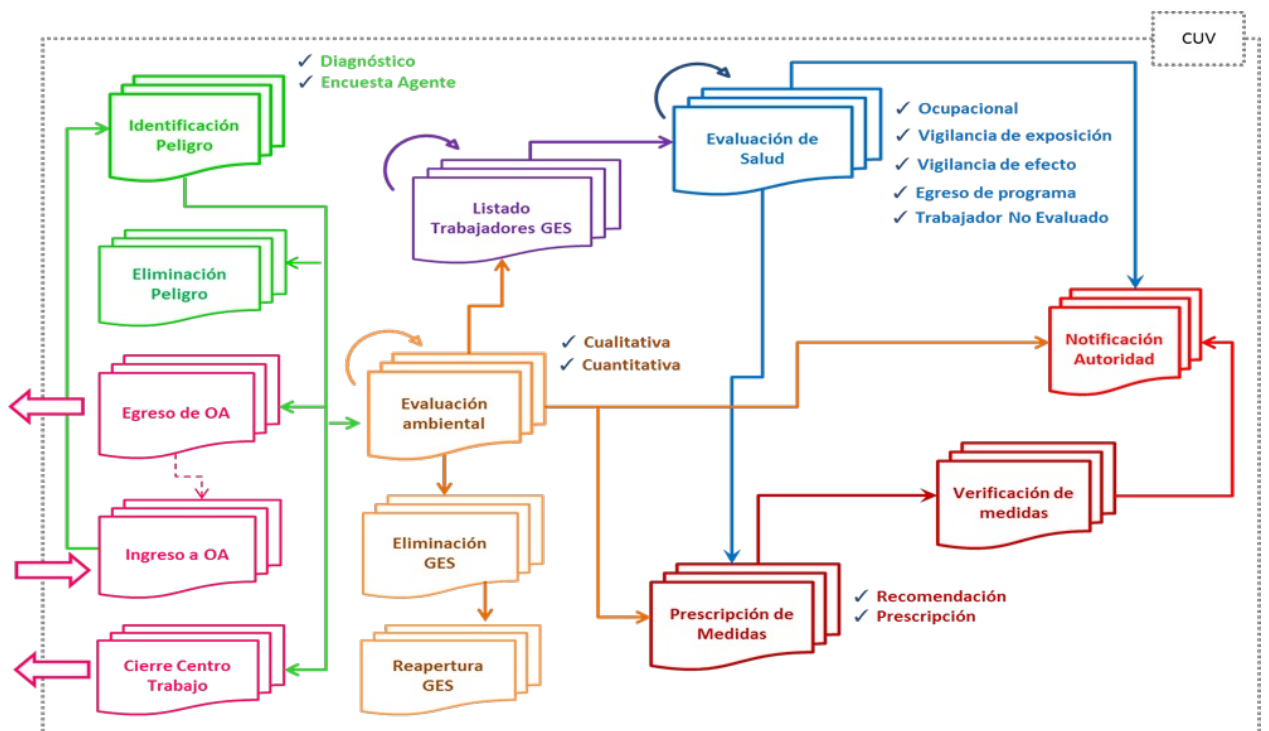 CUV
✓ Diagnóstico
✓ Encuesta Agente
Identificación
Peligro
Evaluación de
Salud
✓ Ocupacional
✓ Vigilancia de exposición
✓ Vigilancia de efecto
✓ Egreso de programa
✓ Trabajador No Evaluado
Listado
Trabajadores GES
Eliminación
Peligro
✓ Cualitativa
✓ Cuantitativa
Notificación
Autoridad
Egreso de OA
Evaluación
ambiental
Verificación de
medidas
Ingreso a OA
Eliminación
GES
Prescripción de
Medidas
✓ Recomendación
✓ Prescripción
Cierre Centro
Trabajo
Reapertura
GES